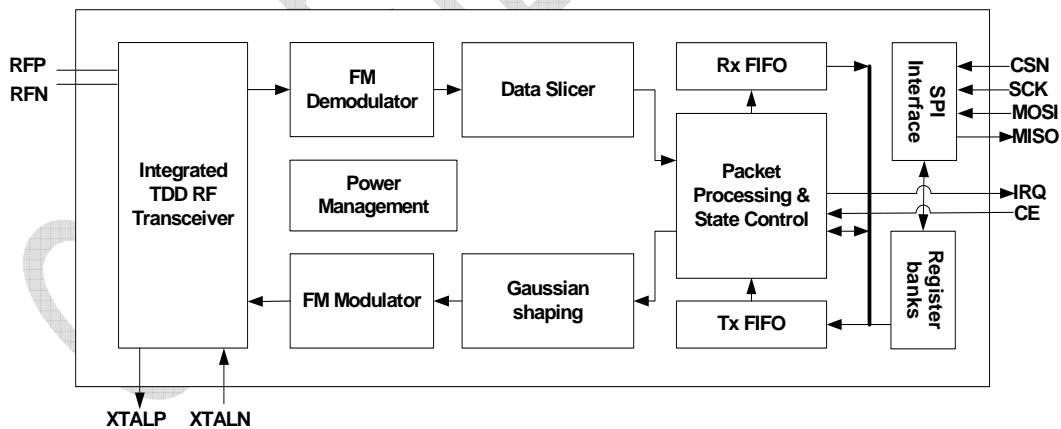 RFP
RFN
Integrated
TDD RF
Transceiver
FM
Demodulator
Data Slicer
Power
Management
FM Modulator
Gaussian
shaping
Rx FIFO
Packet
Processing &
State Control
Tx FIFO
SPI
Interface
Register
banks
CSN
SCK
MOSI
MISO
IRQ
CE
XTALP
XTALN